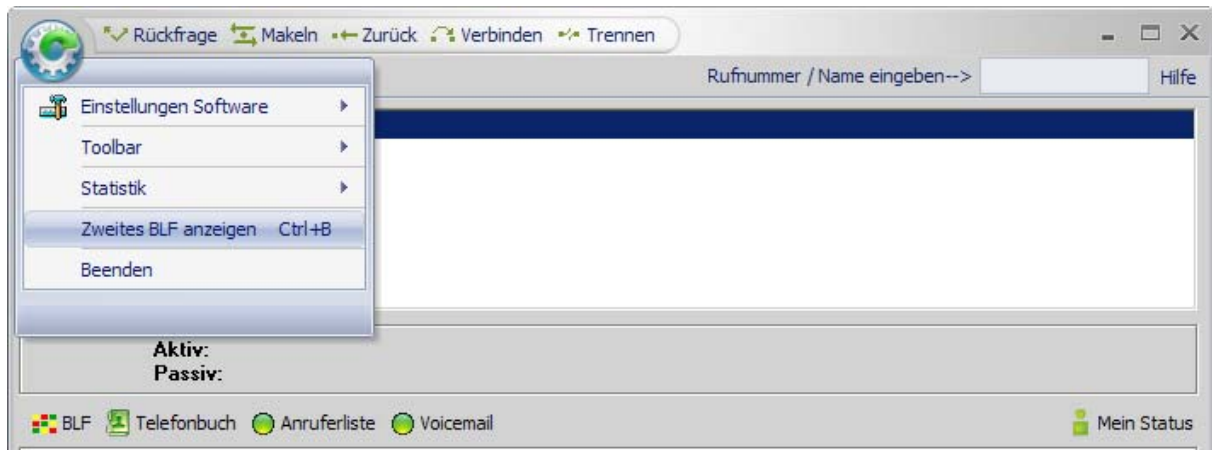 Rückfrage Makeln Zurück Verbinden Trennen
Rufnummer / Name eingeben--> Hilfe
Einstellungen Software
Toolbar
Statistik
Zweites BLF anzeigen Ctrl+B
Beenden
Aktiv:
Passiv:
BLF Telefonbuch Anruferliste Voicemail Mein Status